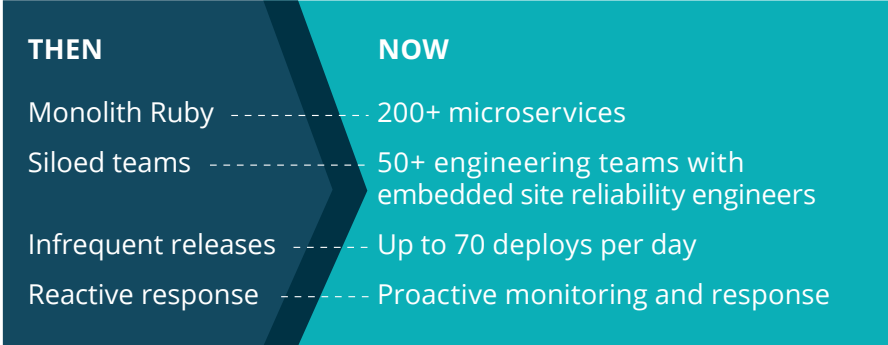 THEN
NOW
Monolith Ruby
200+ microservices
Siloed teams
50+ engineering teams with
embedded site reliability engineers
Infrequent releases
Up to 70 deploys per day
Reactive response
Proactive monitoring and response